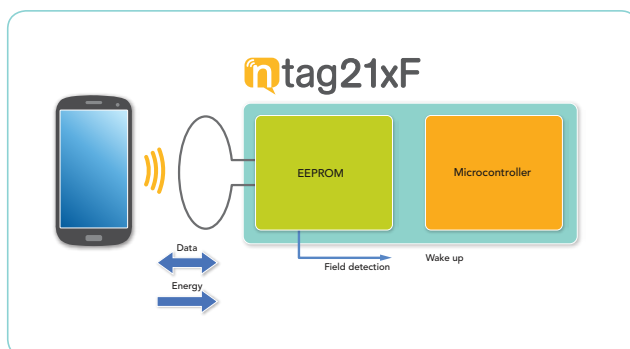 ntag21xF
EEPROM
Microcontroller
Data
Field detection
Wake up
Energy